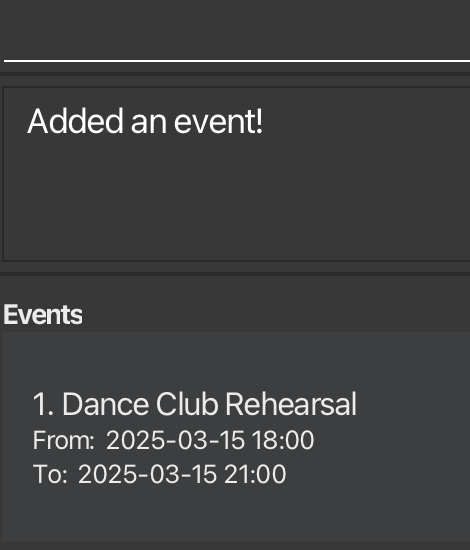 Added an event!
Events
1. Dance Club Rehearsal
From: 2025-03-15 18:00
To: 2025-03-15 21:00